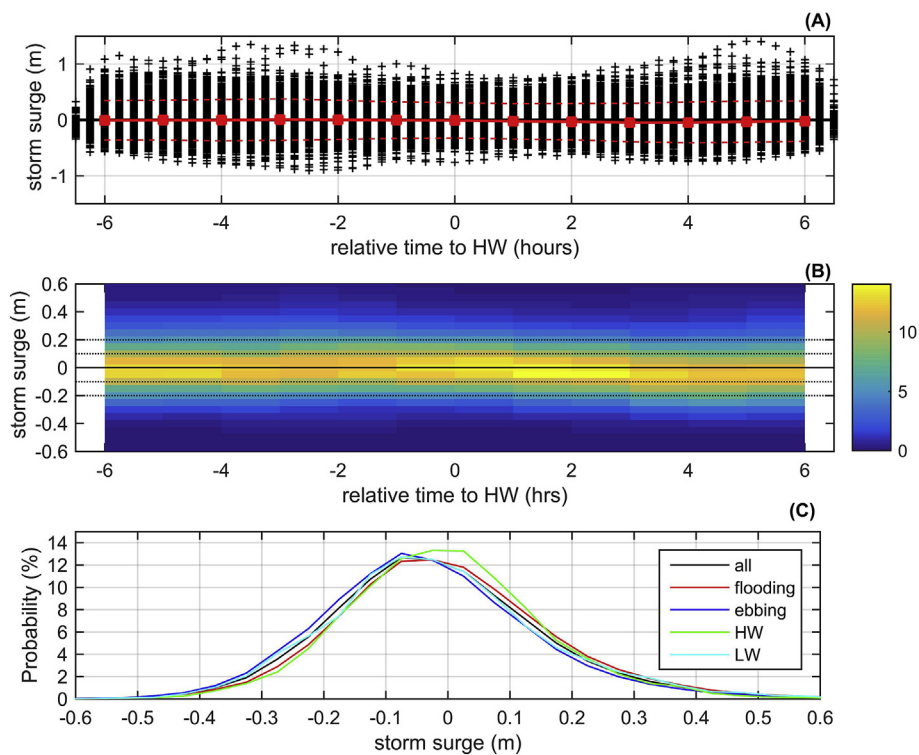 (A)
storm surge (m)
1
0
-1
-6 -4 -2 0 2 4 6
relative time to HW (hours)
(B)
storm surge (m)
0.6
0.4
0.2
0
-0.2
-0.4
-0.6
10
5
0
-6 -4 -2 0 2 4 6
relative time to HW (hrs)
(C)
Probability (%)
14
12
10
8
6
4
2
0
all
flooding
ebbing
HW
LW
-0.6 -0.5 -0.4 -0.3 -0.2 -0.1 0 0.1 0.2 0.3 0.4 0.5 0.6
storm surge (m)